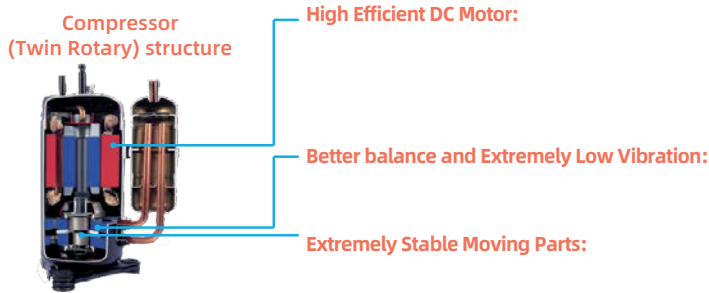 Compressor
(Twin Rotary) structure
High Efficient DC Motor:
Better balance and Extremely Low Vibration:
Extremely Stable Moving Parts: